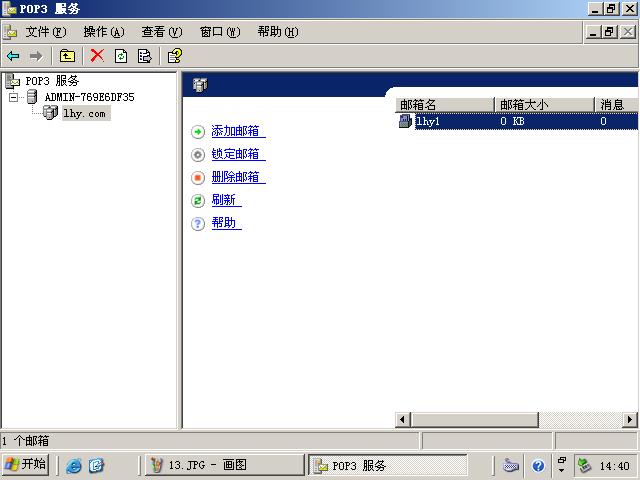 POP3 服务
文件(F) 操作(A) 查看(V) 窗口(W) 帮助(H)
POP3 服务
ADMIN-769E6DF35
lhy.com
添加邮箱
锁定邮箱
删除邮箱
刷新
帮助
邮箱名 邮箱大小 消息
lhy1 0 KB 0
1 个邮箱
开始 13.JPG - 画图 POP3 服务 14:40